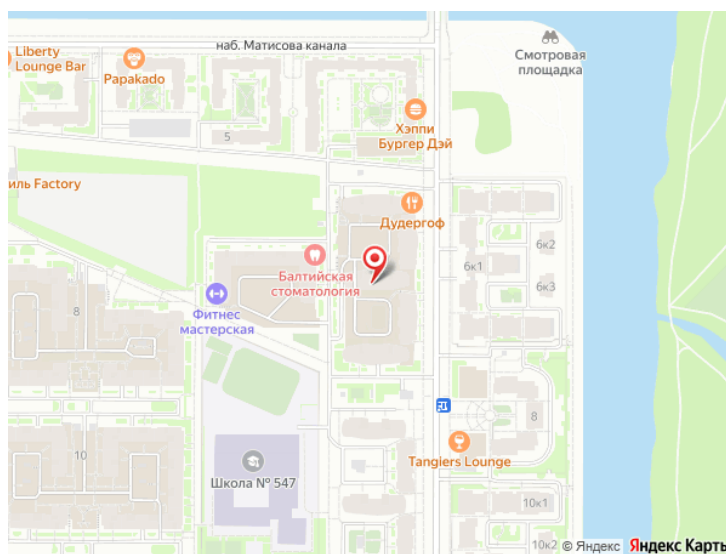 наб. Матисова канала
Смотровая
площадка
Liberty
Lounge Bar
Papakado
5
Хэппи
Бургер Дэй
иль Factory
Дудергоф
6к1
6к2
6к3
Балтийская
стоматология
Фитнес
мастерская
8
8
Tangiers Lounge
10
Школа № 547
10к1
10к2
© Яндекс Яндекс Карты